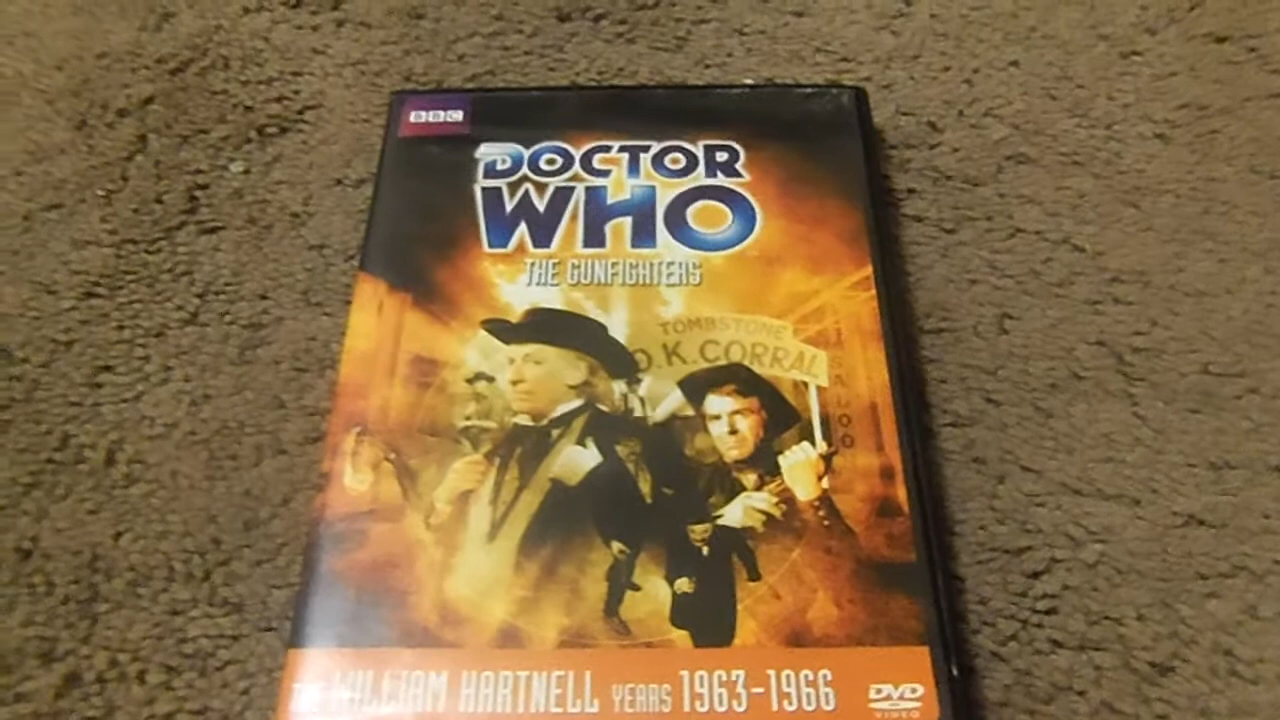 BBC
DOCTOR
WHO
THE GUNFIGHTERS
TOMBSTONE
O.K. CORRAL
WILLIAM HARTNELL YEARS 1963-1966
DVD
VIDEO